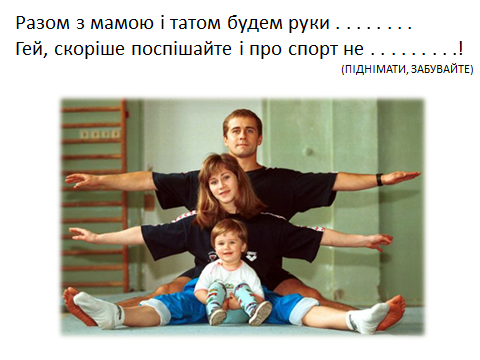 Разом з мамою і татом будем руки . . . . . . . .
Гей, скоріше поспішайте і про спорт не . . . . . . . . .!
(ПІДНІМАТИ, ЗАБУВАЙТЕ)